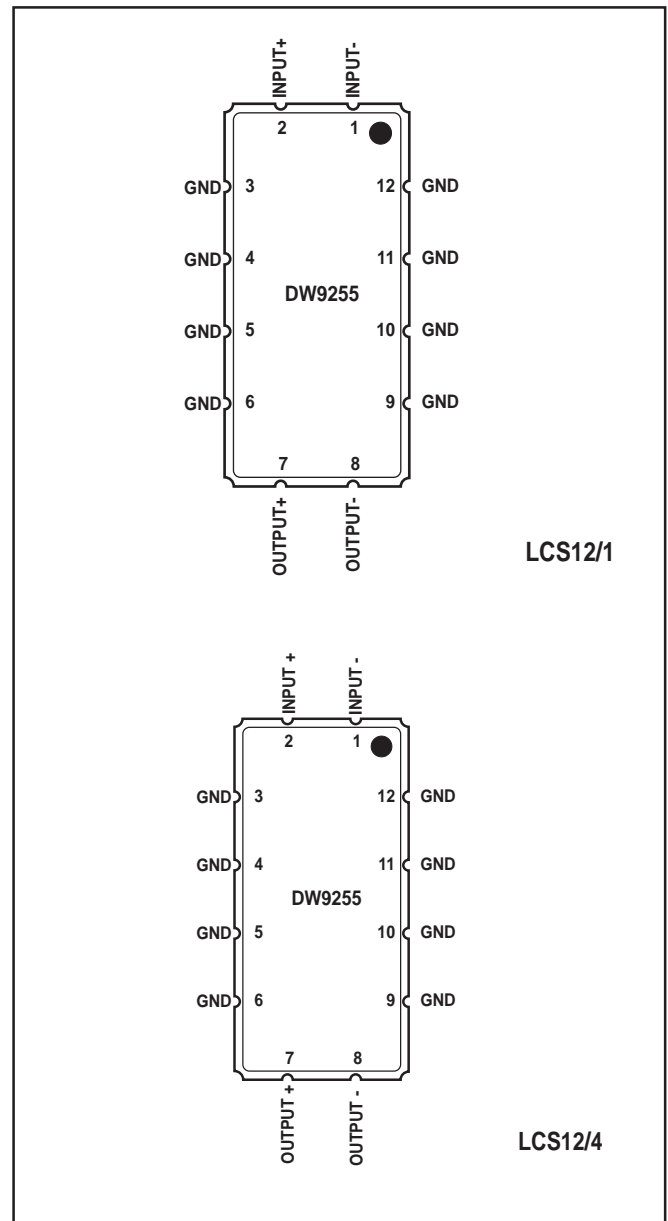 INPUT+ INPUT-
2 1
GND 3 12 GND
GND 4 11 GND
DW9255
GND 5 10 GND
GND 6 9 GND
7 8
OUTPUT+ OUTPUT-
LCS12/1
INPUT + INPUT -
2 1
GND 3 12 GND
GND 4 11 GND
DW9255
GND 5 10 GND
GND 6 9 GND
7 8
OUTPUT + OUTPUT -
LCS12/4